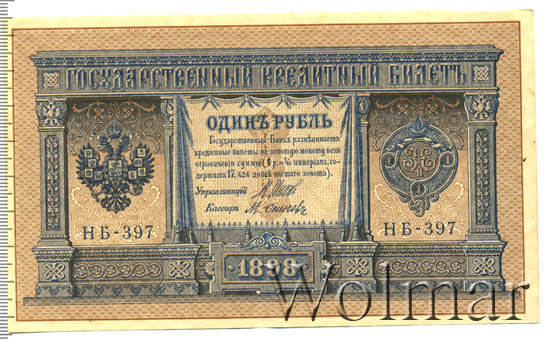 ГОСУДАРСТВЕННЫЙ КРЕДИТНЫЙ БИЛЕТЪ
ОДИНЪ РУБЛЬ
Государственный Банкъ размѣниваетъ
кредитные билеты на золотую монету безъ
ограниченія суммы (1 р. = 1/15 имперіала, со-
держитъ 17,424 долей чистаго золота).
Управляющій
Кассиръ
НБ-397
НБ-397
1898
Wolmar